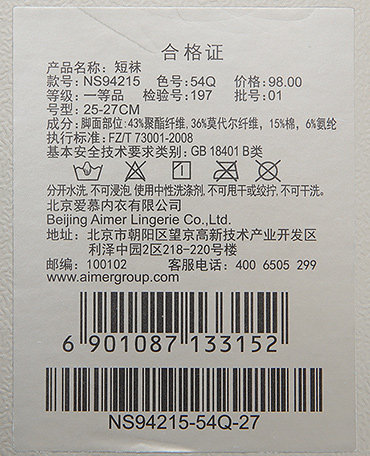 合格证
产品名称：短袜
款号：NS94215 色号：54Q 价格：98.00
等级：一等品 检验号：197 批号：01
号型：25-27CM
成分：脚面部位：43%聚酯纤维，36%莫代尔纤维，15%棉，6%氨纶
执行标准：FZ/T 73001-2008
基本安全技术要求类别：GB 18401 B类
分开水洗，不可浸泡，使用中性洗涤剂，不可甩干或绞拧，不可干洗。
北京爱慕内衣有限公司
Beijing Aimer Lingerie Co.,Ltd.
地址：北京市朝阳区望京高新技术产业开发区
利泽中园2区218-220号楼
邮编：100102 客服电话：400 6505 299
www.aimergroup.com
6 901087 133152
NS94215-54Q-27